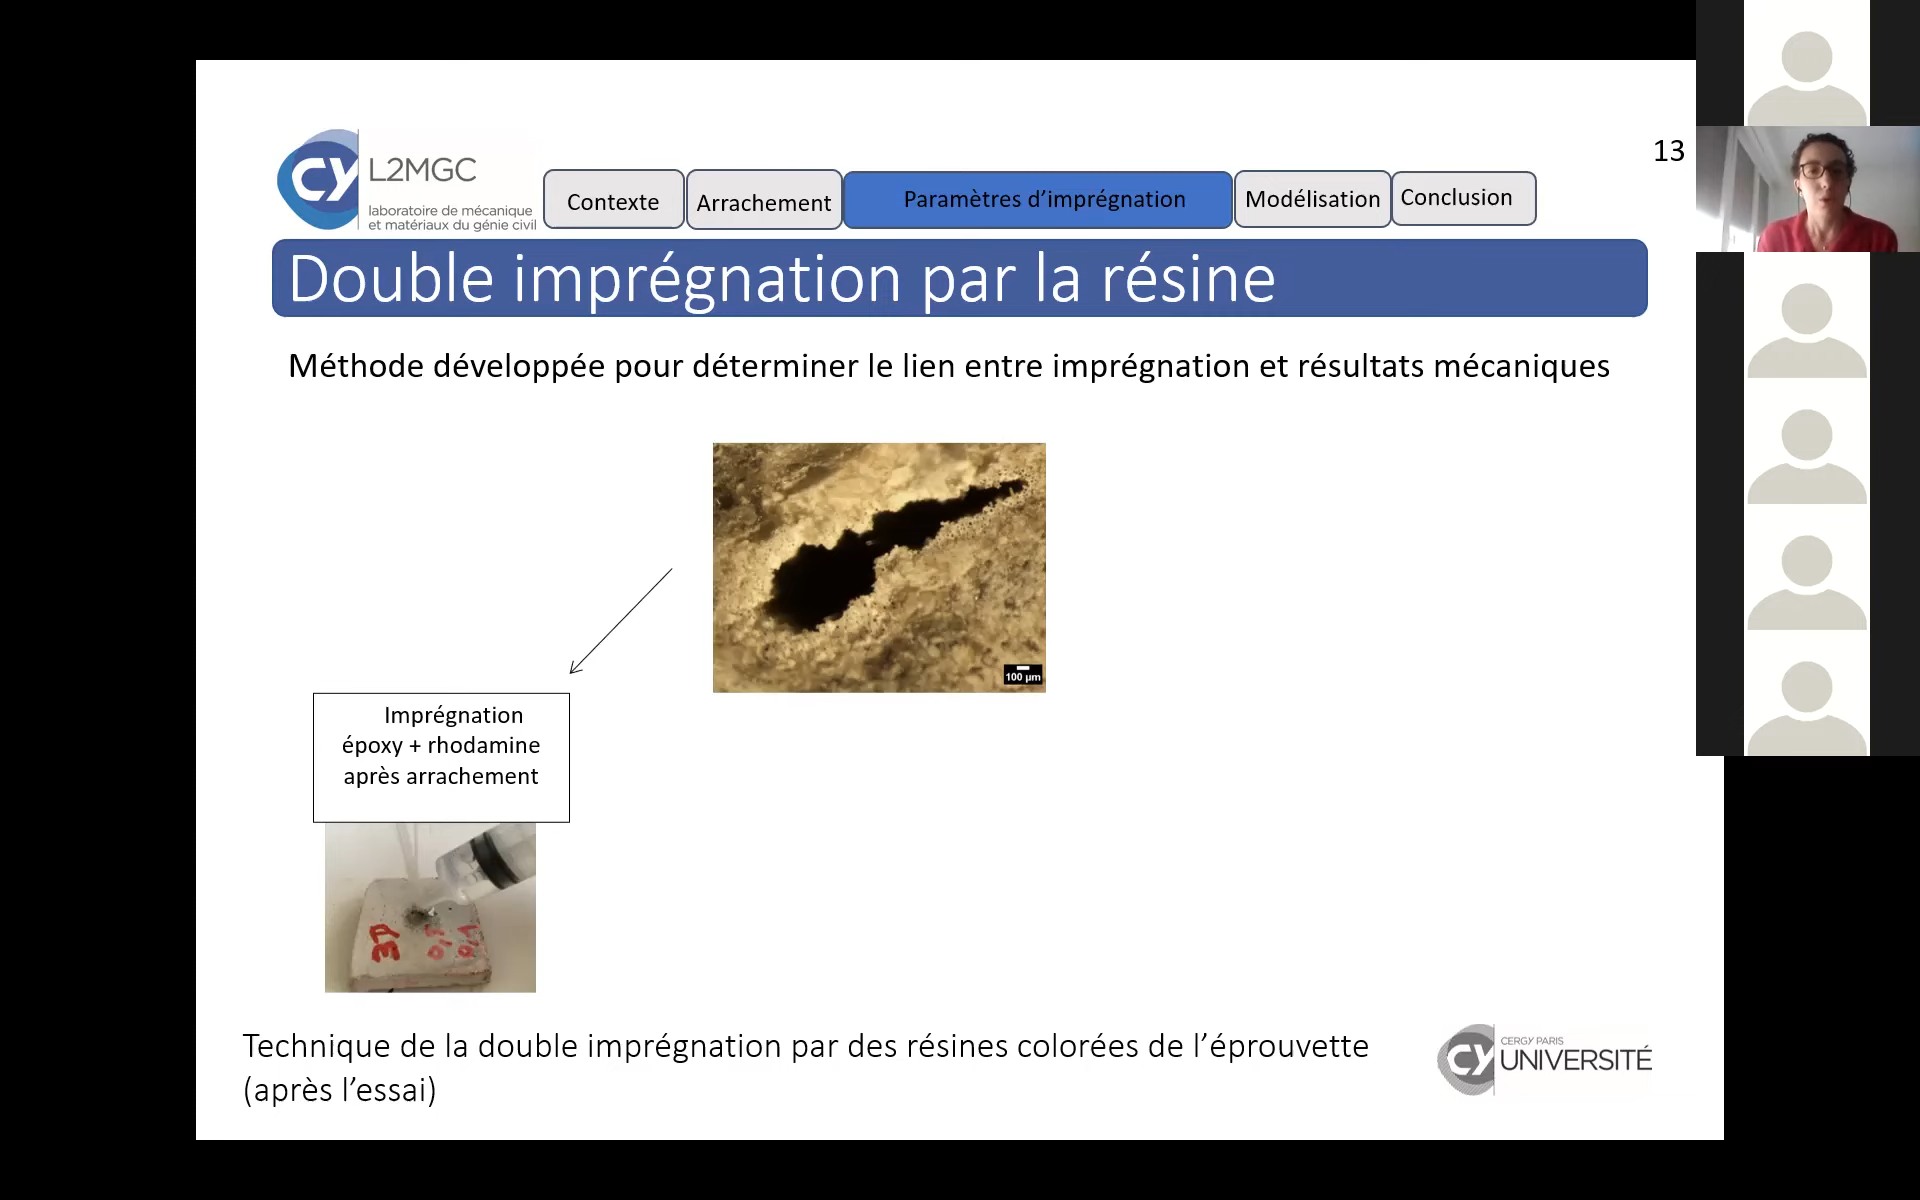 CY L2MGC
laboratoire de mécanique
et matériaux du génie civil
Contexte
Arrachement
Paramètres d’imprégnation
Modélisation
Conclusion
13
Double imprégnation par la résine
Méthode développée pour déterminer le lien entre imprégnation et résultats mécaniques
100 µm
Imprégnation
époxy + rhodamine
après arrachement
Technique de la double imprégnation par des résines colorées de l’éprouvette
(après l’essai)
CERGY PARIS
CY UNIVERSITÉ